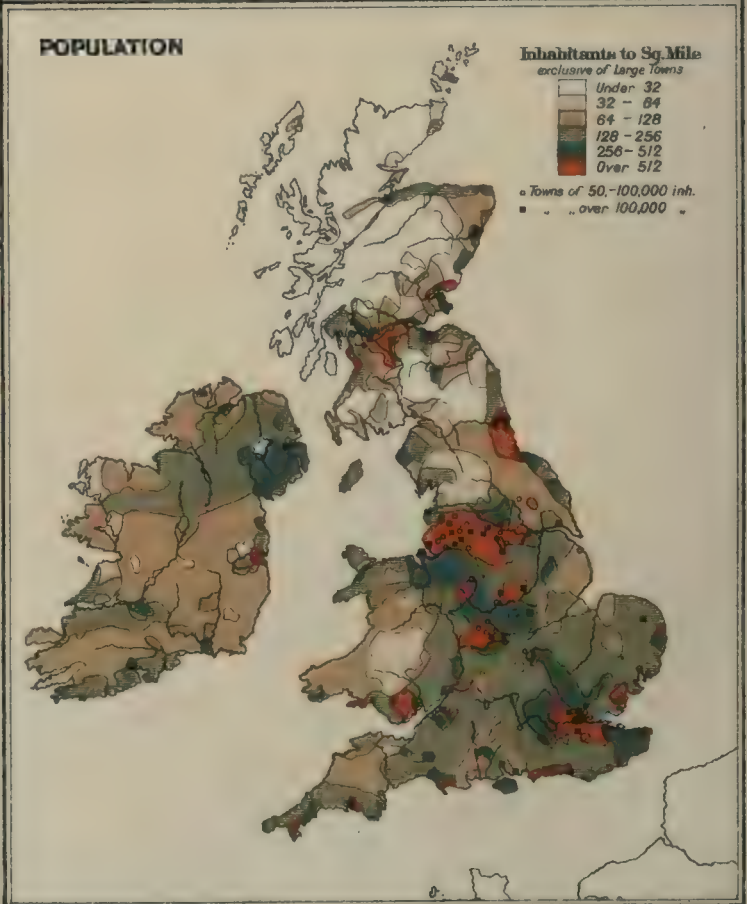 POPULATION
Inhabitants to Sq. Mile
exclusive of Large Towns
Under 32
32 - 64
64 - 128
128 - 256
256 - 512
Over 512
Towns of 50,-100,000 inh.
" " over 100,000 "